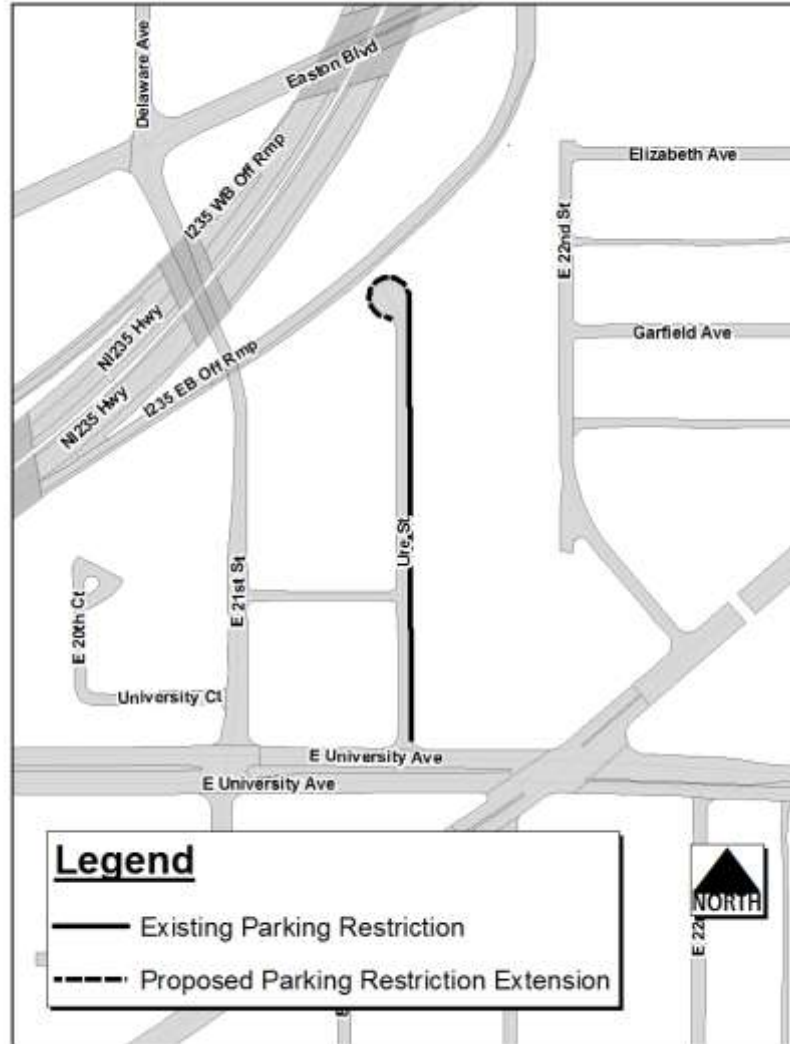 Delaware Ave
Easton Blvd
I235 WB Off Rmp
Elizabeth Ave
E 22nd St
NI235 Hwy
Garfield Ave
I235 EB Off Rmp
NI235 Hwy
Ure St
E 21st St
E 20th Ct
University Ct
E University Ave
E University Ave
Legend
Existing Parking Restriction
Proposed Parking Restriction Extension
NORTH
E 22